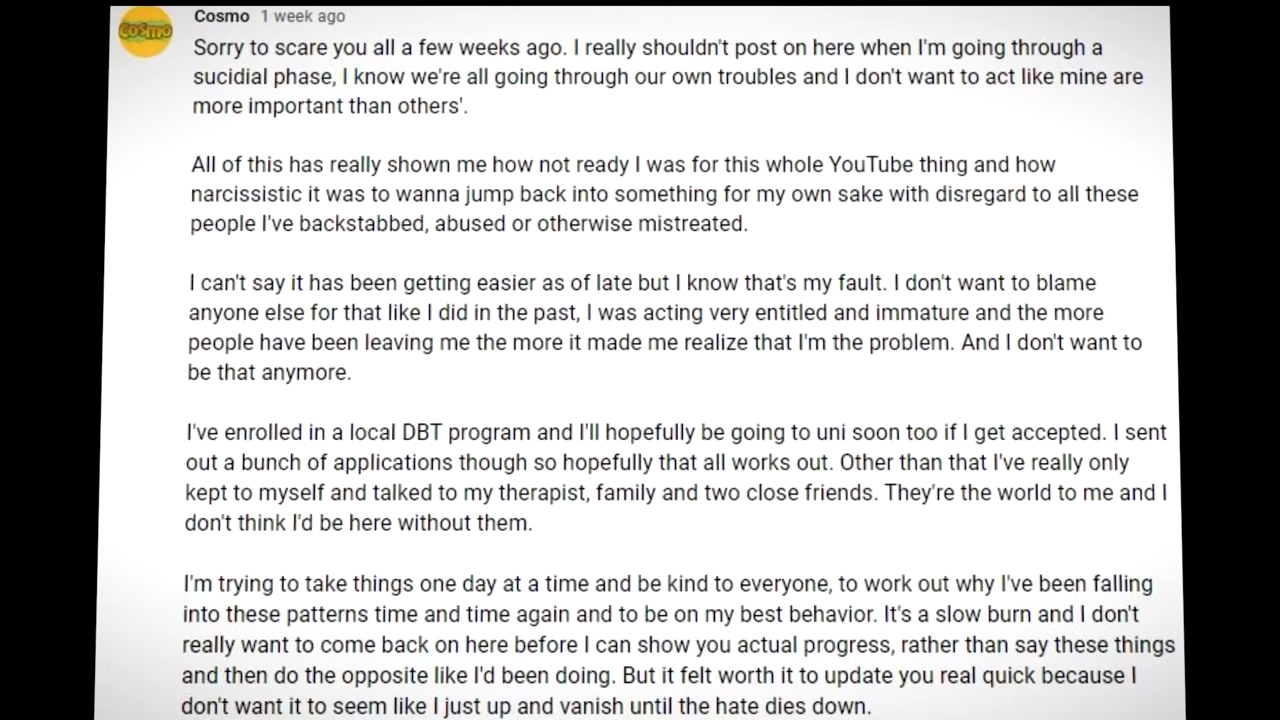 Cosmo
Cosmo 1 week ago
Sorry to scare you all a few weeks ago. I really shouldn't post on here when I'm going through a
sucidial phase, I know we're all going through our own troubles and I don't want to act like mine are
more important than others'.
All of this has really shown me how not ready I was for this whole YouTube thing and how
narcissistic it was to wanna jump back into something for my own sake with disregard to all these
people I've backstabbed, abused or otherwise mistreated.
I can't say it has been getting easier as of late but I know that's my fault. I don't want to blame
anyone else for that like I did in the past, I was acting very entitled and immature and the more
people have been leaving me the more it made me realize that I'm the problem. And I don't want to
be that anymore.
I've enrolled in a local DBT program and I'll hopefully be going to uni soon too if I get accepted. I sent
out a bunch of applications though so hopefully that all works out. Other than that I've really only
kept to myself and talked to my therapist, family and two close friends. They're the world to me and I
don't think I'd be here without them.
I'm trying to take things one day at a time and be kind to everyone, to work out why I've been falling
into these patterns time and time again and to be on my best behavior. It's a slow burn and I don't
really want to come back on here before I can show you actual progress, rather than say these things
and then do the opposite like I'd been doing. But it felt worth it to update you real quick because I
don't want it to seem like I just up and vanish until the hate dies down.